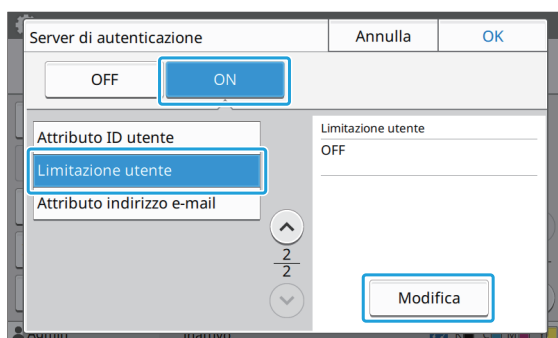 Server di autenticazione
Annulla
OK
OFF
ON
Attributo ID utente
Limitazione utente
Attributo indirizzo e-mail
2
2
Limitazione utente
OFF
Modifica
Admin